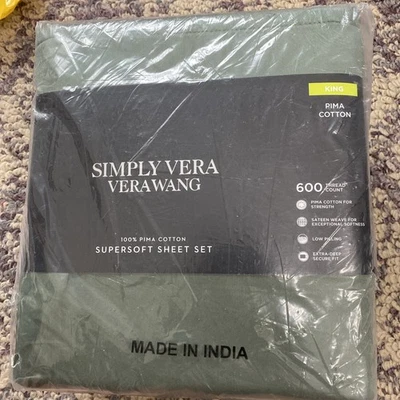 KING
PIMA
COTTON
SIMPLY VERA
VERAWANG
100% PIMA COTTON
SUPERSOFT SHEET SET
600 THREAD COUNT
PIMA COTTON FOR
STRENGTH
SATEEN WEAVE FOR
EXCEPTIONAL SOFTNESS
LOW PILLING
EXTRA-DEEP
SECURE FIT
MADE IN INDIA